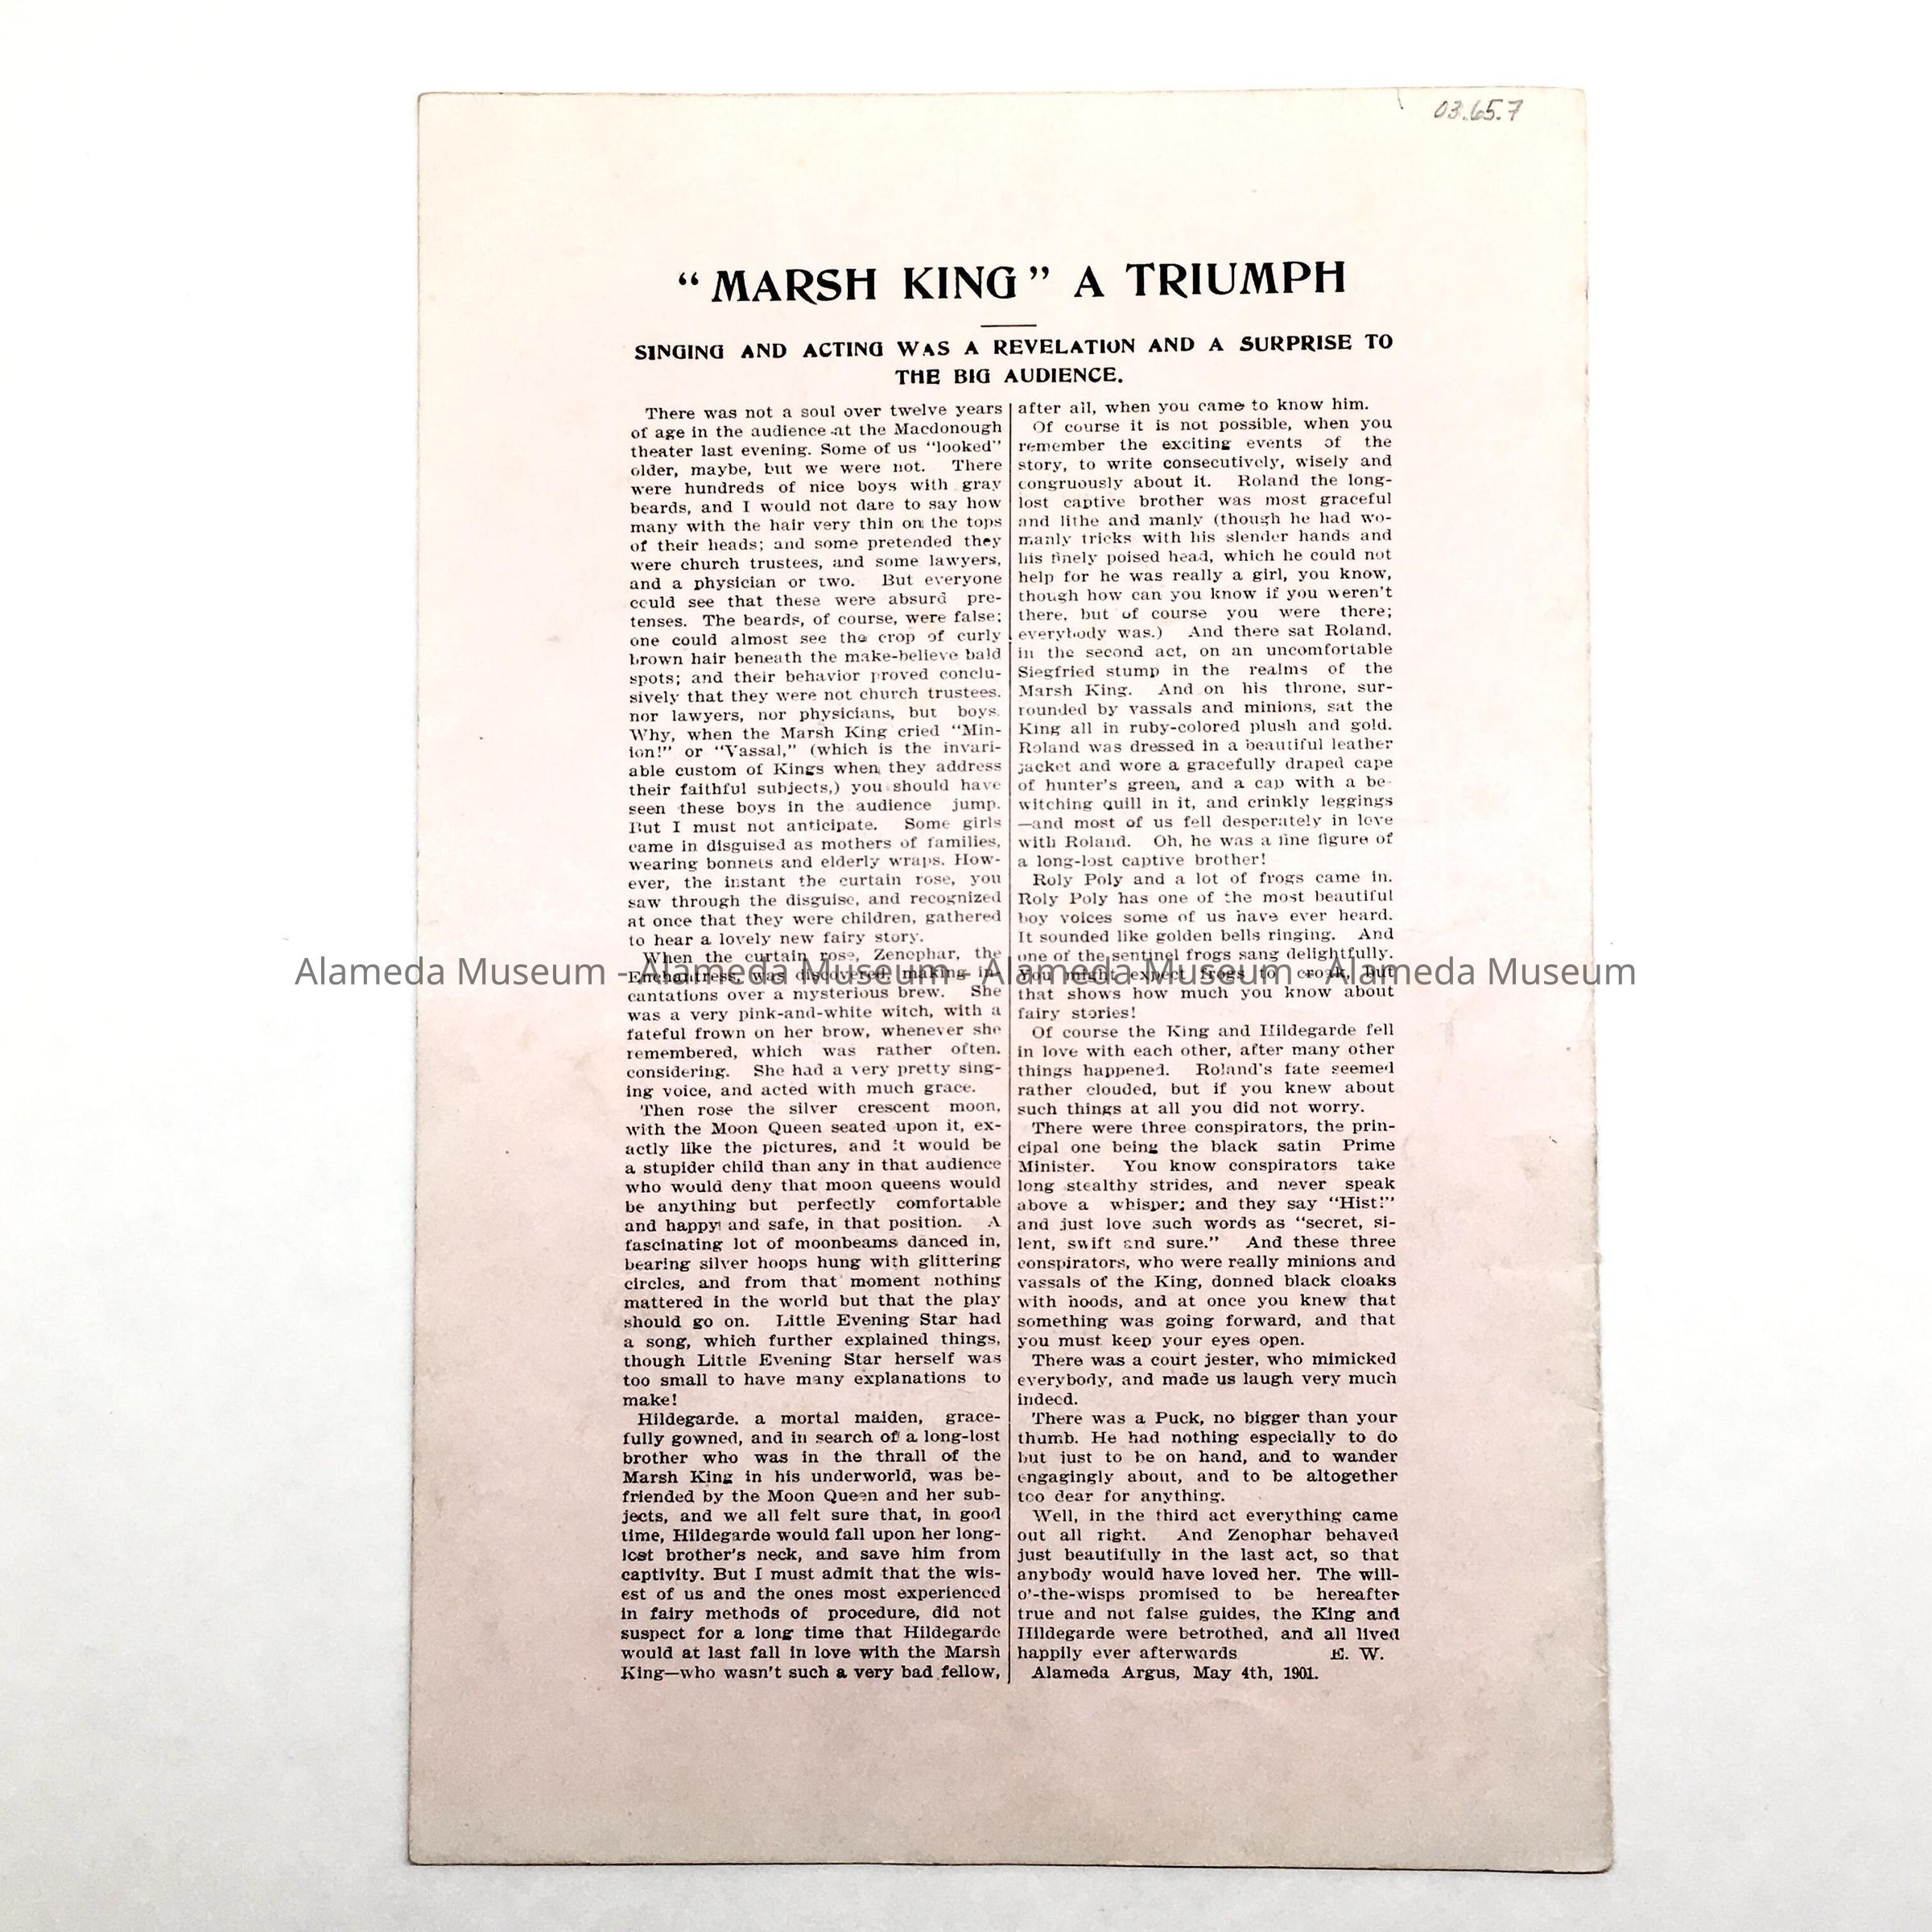 03.65.7
“MARSH KING” A TRIUMPH
SINGING AND ACTING WAS A REVELATION AND A SURPRISE TO
THE BIG AUDIENCE.
There was not a soul over twelve years
of age in the audience at the Macdonough
theater last evening. Some of us "looked"
older, maybe, but we were not. There
were hundreds of nice boys with gray
beards, and I would not dare to say how
many with the hair very thin on the tops
of their heads; and some pretended they
were church trustees, and some lawyers,
and a physician or two. But everyone
could see that these were absurd pre-
tenses. The beards, of course, were false;
one could almost see the crop of curly
brown hair beneath the make-believe bald
spots; and their behavior proved conclu-
sively that they were not church trustees.
nor lawyers, nor physicians, but boys.
Why, when the Marsh King cried "Min-
ion!" or "Vassal," (which is the invari-
able custom of Kings when they address
their faithful subjects,) you should have
seen these boys in the audience jump.
But I must not anticipate. Some girls
came in disguised as mothers of families,
wearing bonnets and elderly wraps. How-
ever, the instant the curtain rose, you
saw through the disguise, and recognized
at once that they were children, gathered
to hear a lovely new fairy story.
When the curtain rose, Zenophar, the
Enchantress, was discovered, making in-
cantations over a mysterious brew. She
was a very pink-and-white witch, with a
fateful frown on her brow, whenever she
remembered, which was rather often,
considering. She had a very pretty sing-
ing voice, and acted with much grace.
Then rose the silver crescent moon,
with the Moon Queen seated upon it, ex-
actly like the pictures, and it would be
a stupider child than any in that audience
who would deny that moon queens would
be anything but perfectly comfortable
and happy and safe, in that position. A
fascinating lot of moonbeams danced in,
bearing silver hoops hung with glittering
circles, and from that moment nothing
mattered in the world but that the play
should go on. Little Evening Star had
a song, which further explained things,
though Little Evening Star herself was
too small to have many explanations to
make!
Hildegarde. a mortal maiden, grace-
fully gowned, and in search of a long-lost
brother who was in the thrall of the
Marsh King in his underworld, was be-
friended by the Moon Queen and her sub-
jects, and we all felt sure that, in good
time, Hildegarde would fall upon her long-
lost brother's neck, and save him from
captivity. But I must admit that the wis-
est of us and the ones most experienced
in fairy methods of procedure, did not
suspect for a long time that Hildegarde
would at last fall in love with the Marsh
King—who wasn't such a very bad fellow,
after all, when you came to know him.
Of course it is not possible, when you
remember the exciting events of the
story, to write consecutively, wisely and
congruously about it. Roland the long-
lost captive brother was most graceful
and lithe and manly (though he had wo-
manly tricks with his slender hands and
his finely poised head, which he could not
help for he was really a girl, you know,
though how can you know if you weren't
there, but of course you were there;
everybody was.) And there sat Roland,
in the second act, on an uncomfortable
Siegfried stump in the realms of the
Marsh King. And on his throne, sur-
rounded by vassals and minions, sat the
King all in ruby-colored plush and gold.
Roland was dressed in a beautiful leather
jacket and wore a gracefully draped cape
of hunter's green, and a cap with a be-
witching quill in it, and crinkly leggings
—and most of us fell desperately in love
with Roland. Oh, he was a fine figure of
a long-lost captive brother!
Roly Poly and a lot of frogs came in.
Roly Poly has one of the most beautiful
boy voices some of us have ever heard.
It sounded like golden bells ringing. And
one of the sentinel frogs sang delightfully.
You might expect frogs to croak, but
that shows how much you know about
fairy stories!
Of course the King and Hildegarde fell
in love with each other, after many other
things happened. Roland's fate seemed
rather clouded, but if you knew about
such things at all you did not worry.
There were three conspirators, the prin-
cipal one being the black satin Prime
Minister. You know conspirators take
long stealthy strides, and never speak
above a whisper; and they say "Hist!"
and just love such words as "secret, si-
lent, swift and sure." And these three
conspirators, who were really minions and
vassals of the King, donned black cloaks
with hoods, and at once you knew that
something was going forward, and that
you must keep your eyes open.
There was a court jester, who mimicked
everybody, and made us laugh very much
indeed.
There was a Puck, no bigger than your
thumb. He had nothing especially to do
but just to be on hand, and to wander
engagingly about, and to be altogether
too dear for anything.
Well, in the third act everything came
out all right. And Zenophar behaved
just beautifully in the last act, so that
anybody would have loved her. The will-
o'-the-wisps promised to be hereafter
true and not false guides, the King and
Hildegarde were betrothed, and all lived
happily ever afterwards E. W.
Alameda Argus, May 4th, 1901.
Alameda Museum - Alameda Museum - Alameda Museum - Alameda Museum